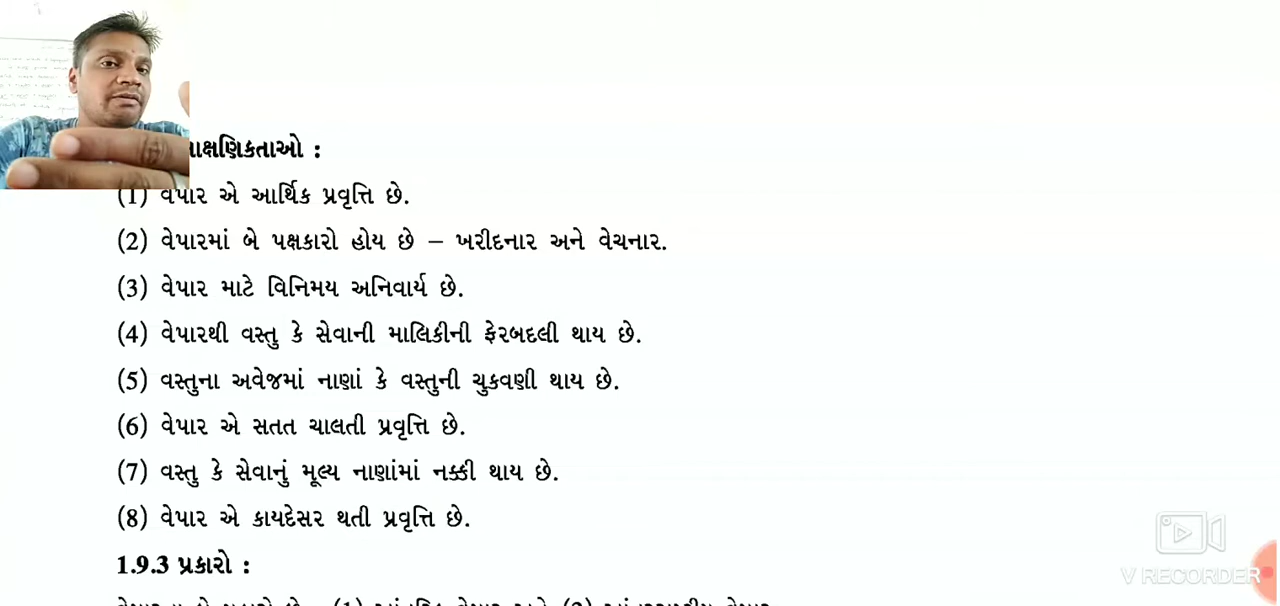 (1) વેપાર એ આર્થિક પ્રવૃત્તિ છે.
(2) વેપારમાં બે પક્ષકારો હોય છે – ખરીદનાર અને વેચનાર.
(3) વેપાર માટે વિનિમય અનિવાર્ય છે.
(4) વેપારથી વસ્તુ કે સેવાની માલિકીની ફેરબદલી થાય છે.
(5) વસ્તુના અવેજમાં નાણાં કે વસ્તુની ચુકવણી થાય છે.
(6) વેપાર એ સતત ચાલતી પ્રવૃત્તિ છે.
(7) વસ્તુ કે સેવાનું મૂલ્ય નાણાંમાં નક્કી થાય છે.
(8) વેપાર એ કાયદેસર થતી પ્રવૃત્તિ છે.
1.9.3 પ્રકારો :
V RECORDER